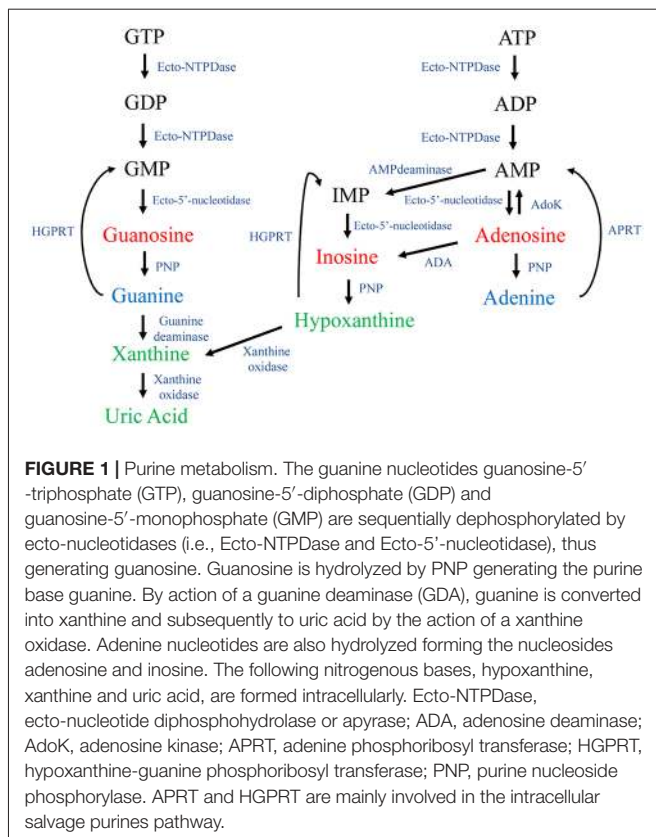 GTP
ATP
Ecto-NTPDase
Ecto-NTPDase
GDP
ADP
Ecto-NTPDase
Ecto-NTPDase
GMP
AMPdeaminase
AMP
IMP
Ecto-5'-nucleotidase
Ecto-5'-nucleotidase
AdoK
HGPRT
HGPRT
Ecto-5'-nucleotidase
APRT
Guanosine
Adenosine
Inosine
PNP
ADA
PNP
PNP
Guanine
Adenine
Hypoxanthine
Guanine
deaminase
Xanthine
Xanthine
oxidase
Xanthine
oxidase
Uric Acid
FIGURE 1 | Purine metabolism. The guanine nucleotides guanosine-5′
-triphosphate (GTP), guanosine-5′-diphosphate (GDP) and
guanosine-5′-monophosphate (GMP) are sequentially dephosphorylated by
ecto-nucleotidases (i.e., Ecto-NTPDase and Ecto-5’-nucleotidase), thus
generating guanosine. Guanosine is hydrolyzed by PNP generating the purine
base guanine. By action of a guanine deaminase (GDA), guanine is converted
into xanthine and subsequently to uric acid by the action of a xanthine
oxidase. Adenine nucleotides are also hydrolyzed forming the nucleosides
adenosine and inosine. The following nitrogenous bases, hypoxanthine,
xanthine and uric acid, are formed intracellularly. Ecto-NTPDase,
ecto-nucleotide diphosphohydrolase or apyrase; ADA, adenosine deaminase;
AdoK, adenosine kinase; APRT, adenine phosphoribosyl transferase; HGPRT,
hypoxanthine-guanine phosphoribosyl transferase; PNP, purine nucleoside
phosphorylase. APRT and HGPRT are mainly involved in the intracellular
salvage purines pathway.